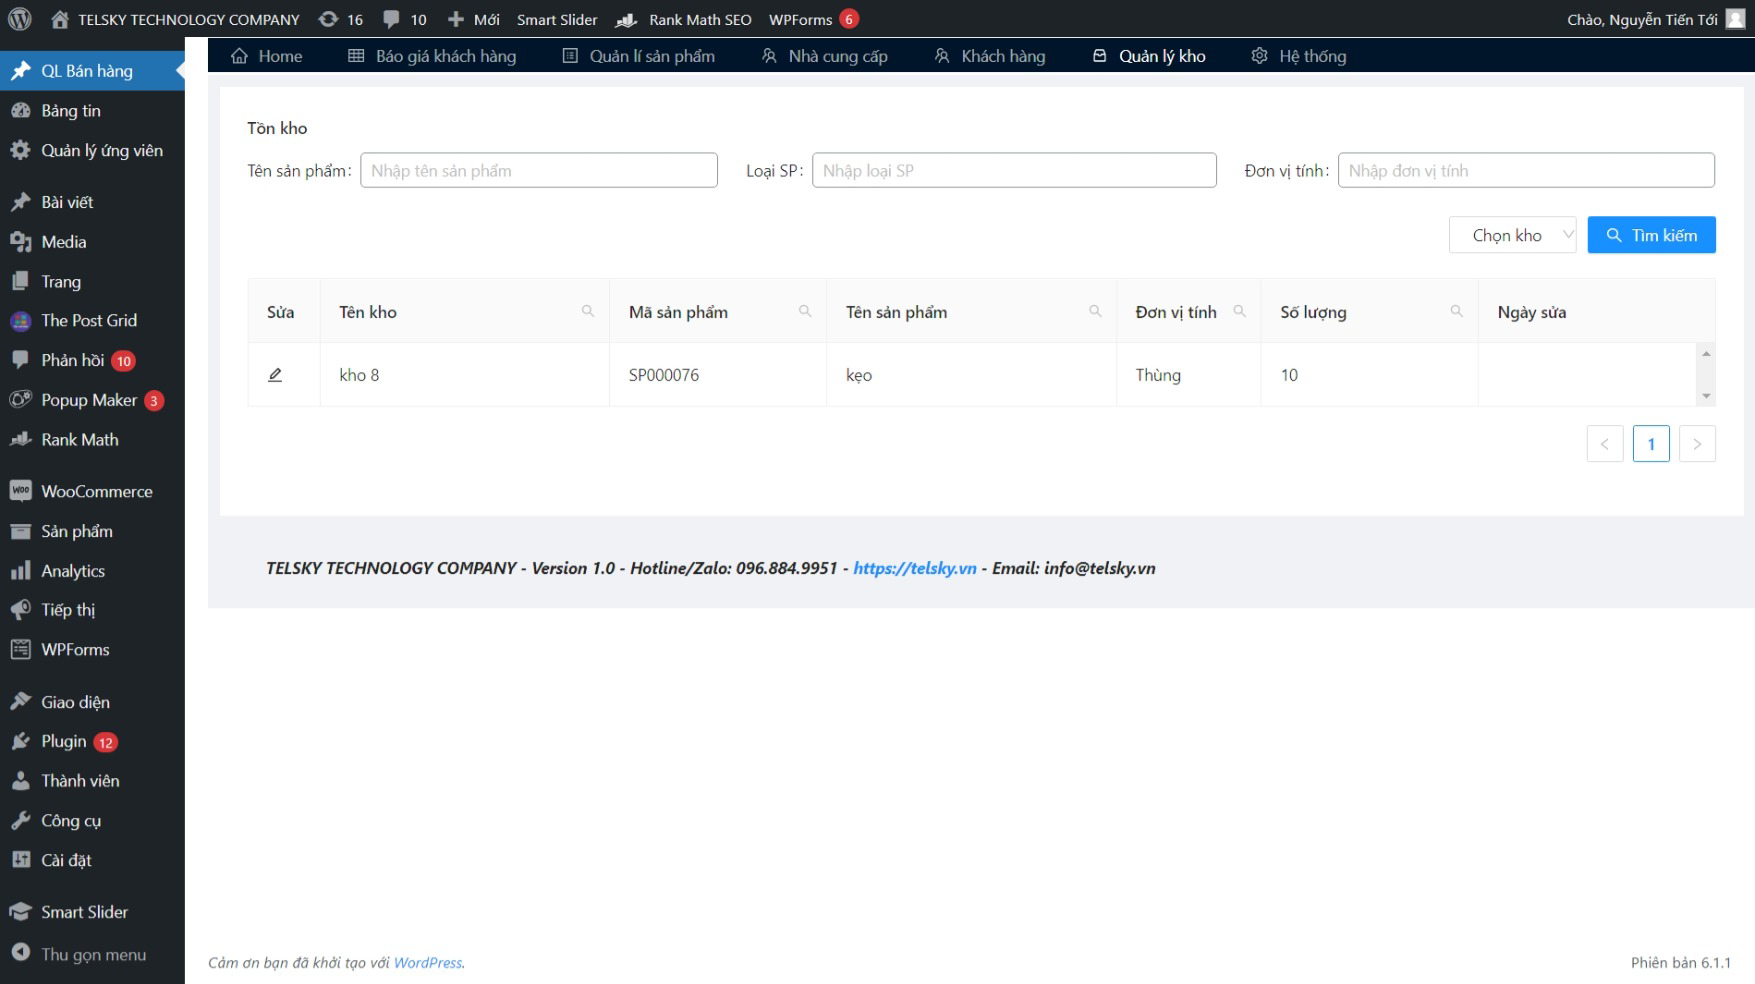 TELSKY TECHNOLOGY COMPANY 16 10 Mới Smart Slider Rank Math SEO WPForms 6 Chào, Nguyễn Tiến Tới
QL Bán hàng
Bảng tin
Quản lý ứng viên
Bài viết
Media
Trang
The Post Grid
Phản hồi 10
Popup Maker 3
Rank Math
WooCommerce
Sản phẩm
Analytics
Tiếp thị
WPForms
Giao diện
Plugin 12
Thành viên
Công cụ
Cài đặt
Smart Slider
Thu gọn menu
Home Báo giá khách hàng Quản lí sản phẩm Nhà cung cấp Khách hàng Quản lý kho Hệ thống
Tồn kho
Tên sản phẩm: Nhập tên sản phẩm Loại SP: Nhập loại SP Đơn vị tính: Nhập đơn vị tính
Chọn kho Tìm kiếm
Sửa Tên kho Mã sản phẩm Tên sản phẩm Đơn vị tính Số lượng Ngày sửa
kho 8 SP000076 kẹo Thùng 10
< 1 >
TELSKY TECHNOLOGY COMPANY - Version 1.0 - Hotline/Zalo: 096.884.9951 - https://telsky.vn - Email: info@telsky.vn
Cảm ơn bạn đã khởi tạo với WordPress. Phiên bản 6.1.1